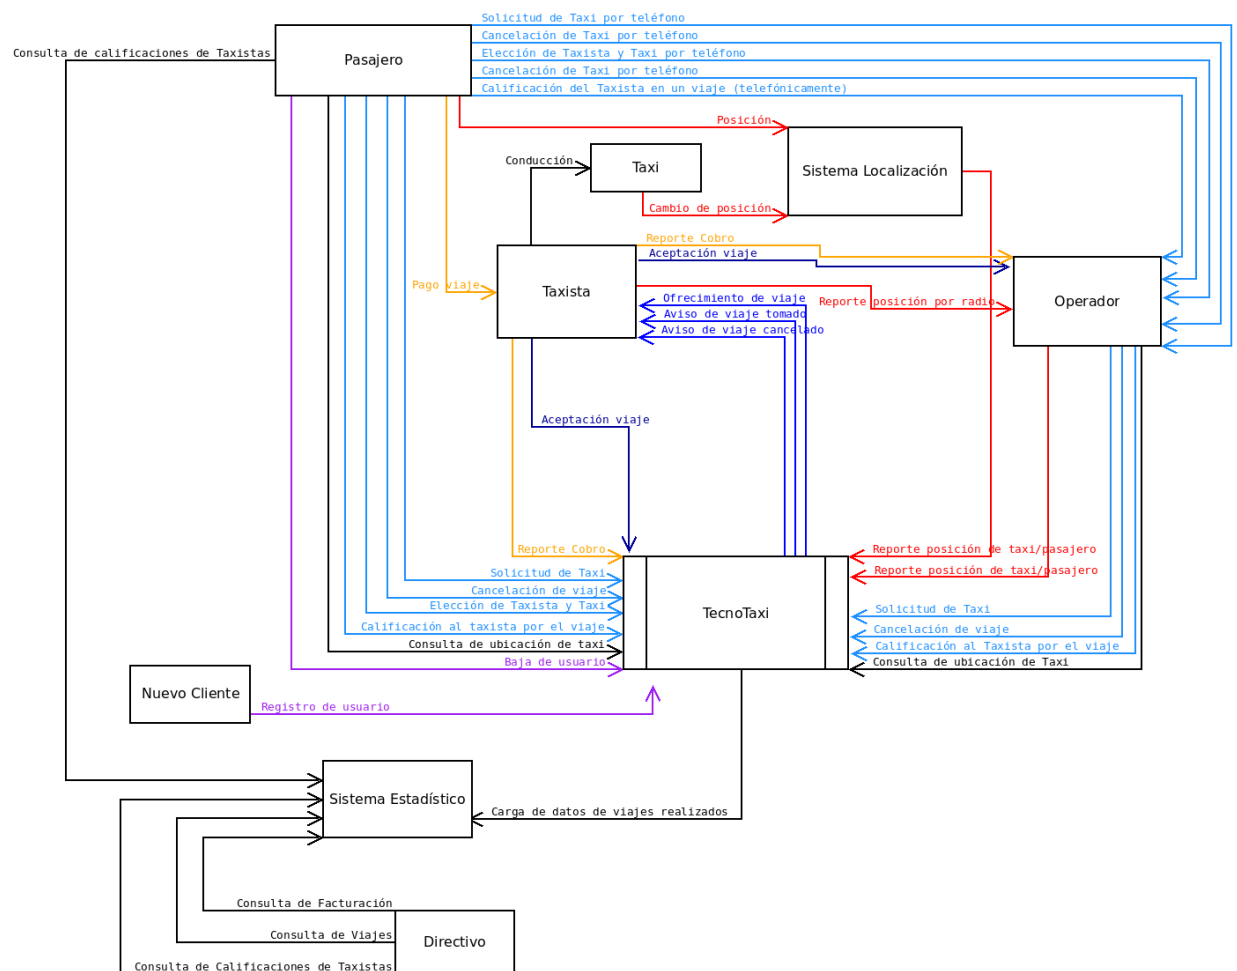 Solicitud de Taxi por teléfono
Cancelación de Taxi por teléfono
Consulta de calificaciones de Taxistas
Pasajero
Elección de Taxista y Taxi por teléfono
Cancelación de Taxi por teléfono
Calificación del Taxista en un viaje (telefónicamente)
Posición
Conducción
Taxi
Sistema Localización
Cambio de posición
Reporte Cobro
Aceptación viaje
Pago viaje
Taxista
Ofrecimiento de viaje
Reporte posición por radio
Operador
Aviso de viaje tomado
Aviso de viaje cancelado
Aceptación viaje
Reporte Cobro
Reporte posición de taxi/pasajero
Solicitud de Taxi
Reporte posición de taxi/pasajero
Cancelación de viaje
Elección de Taxista y Taxi
TecnoTaxi
Solicitud de Taxi
Calificación al taxista por el viaje
Cancelación de viaje
Consulta de ubicación de taxi
Calificación al Taxista por el viaje
Baja de usuario
Consulta de ubicación de Taxi
Nuevo Cliente
Registro de usuario
Sistema Estadístico
Carga de datos de viajes realizados
Consulta de Facturación
Consulta de Viajes
Directivo
Consulta de Calificaciones de Taxistas